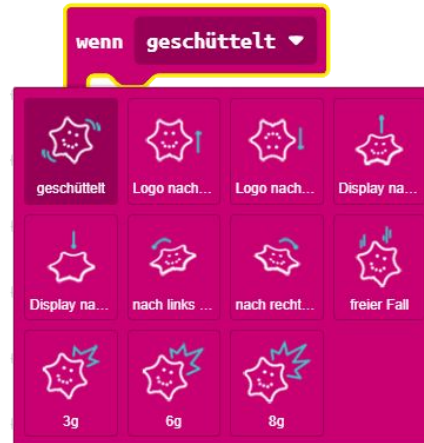 wenn geschüttelt
geschüttelt Logo nach... Logo nach... Display na...
Display na... nach links ... nach recht... freier Fall
3g 6g 8g